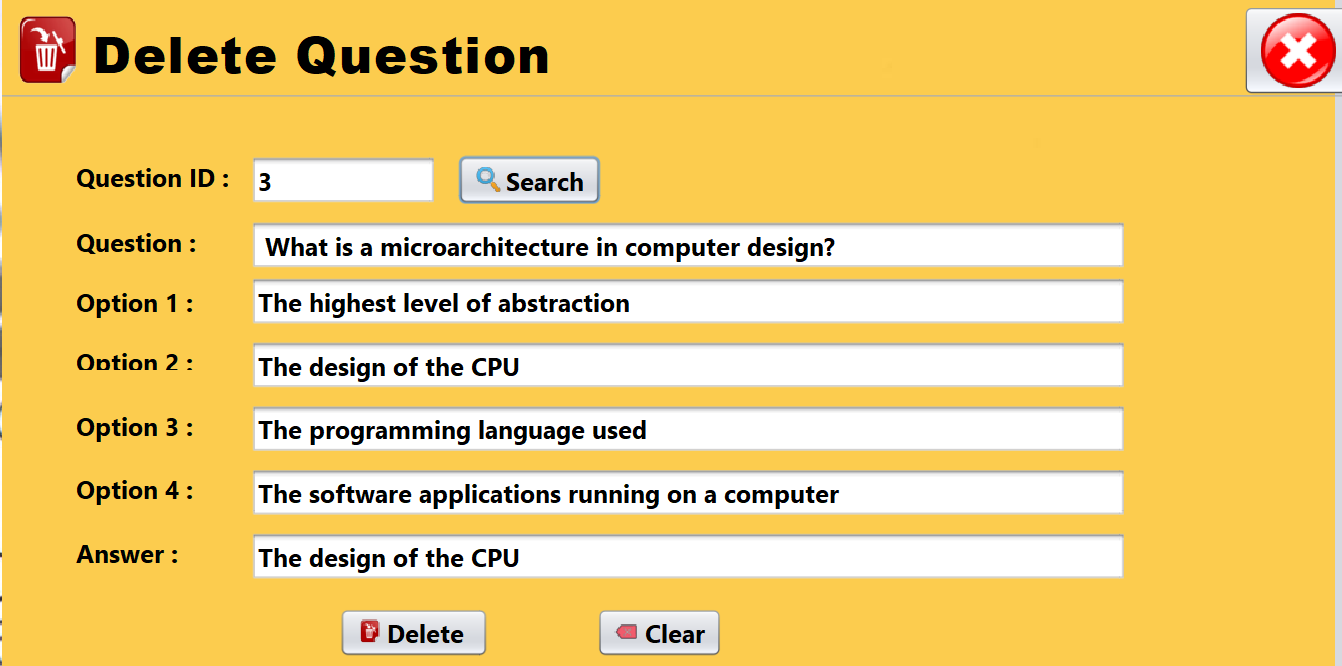 Delete Question
Question ID : 3 Search
Question : What is a microarchitecture in computer design?
Option 1 : The highest level of abstraction
Option 2 : The design of the CPU
Option 3 : The programming language used
Option 4 : The software applications running on a computer
Answer : The design of the CPU
Delete Clear